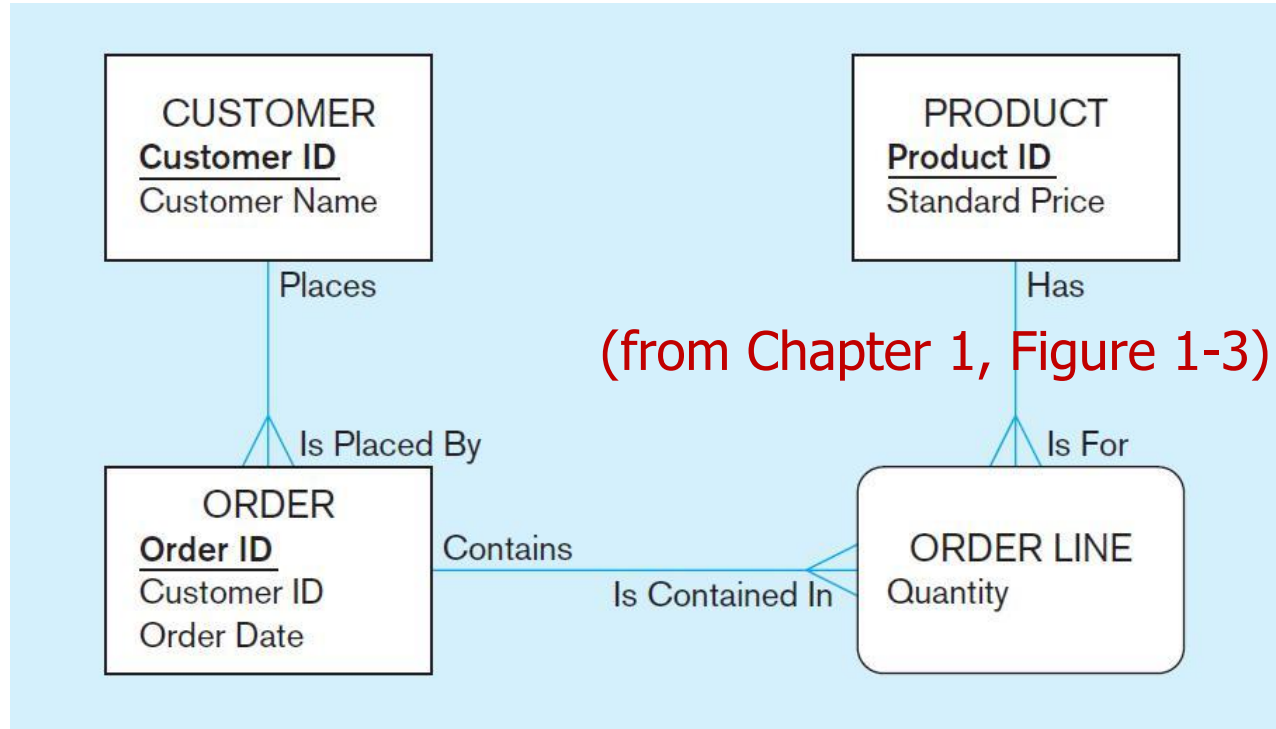 CUSTOMER
Customer ID
Customer Name
PRODUCT
Product ID
Standard Price
Places
Has
(from Chapter 1, Figure 1-3)
Is Placed By
Is For
ORDER
Order ID
Customer ID
Order Date
Contains
Is Contained In
ORDER LINE
Quantity